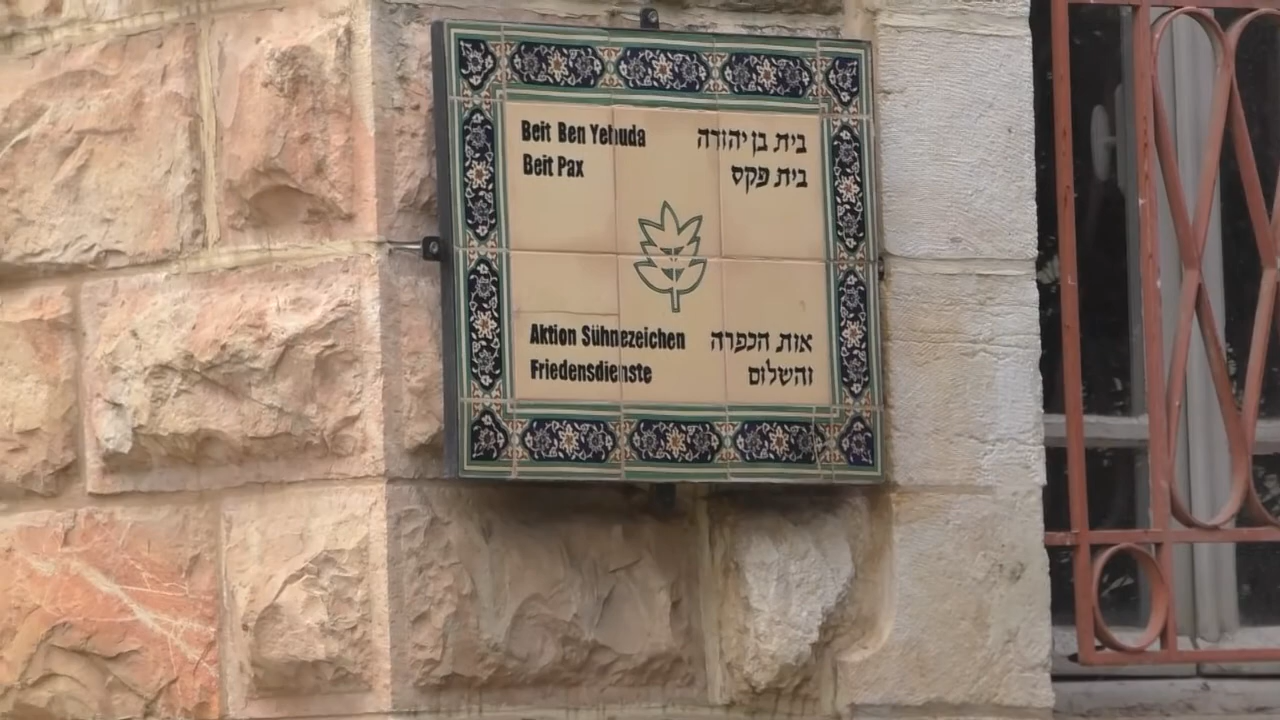 Beit Ben Yehuda
Beit Pax
בית בן יהודה
בית פקס
Aktion Sühnezeichen
Friedensdienste
אות הכפרה
והשלום